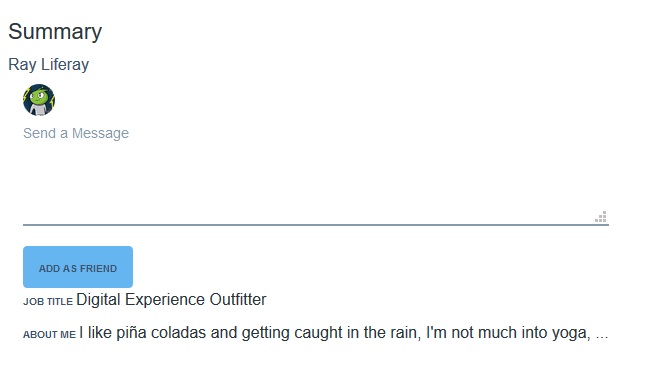 Summary
Ray Liferay
Send a Message
ADD AS FRIEND
JOB TITLE Digital Experience Outfitter
ABOUT ME I like piña coladas and getting caught in the rain, I'm not much into yoga, ...